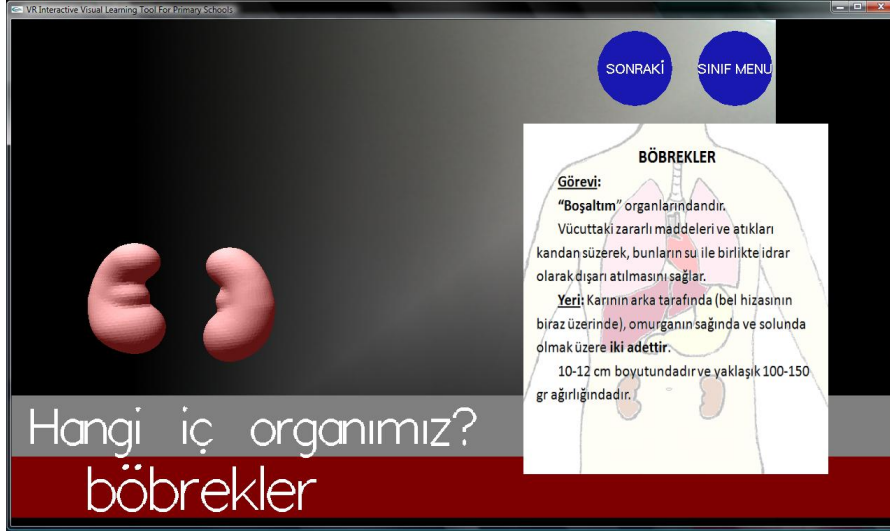 VR Interactive Visual Learning Tool For Primary Schools
SONRAKİ
SINIF MENU
BÖBREKLER
Görevi:
"Boşaltım" organlarındandır.
Vücuttaki zararlı maddeleri ve atıkları
kandan süzerek, bunların su ile birlikte idrar
olarak dışarı atılmasını sağlar.
Yeri: Karının arka tarafında (bel hizasının
biraz üzerinde), omurganın sağında ve solunda
olmak üzere iki adettir.
10-12 cm boyutundadır ve yaklaşık 100-150
gr ağırlığındadır.
Hangi iç organımız?
böbrekler